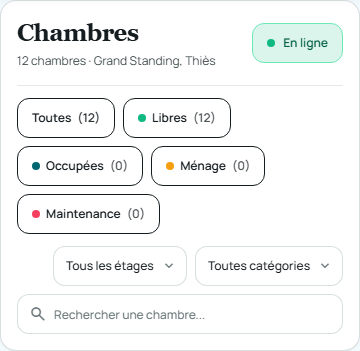 Chambres
12 chambres · Grand Standing, Thiès
En ligne
Toutes (12)
Libres (12)
Occupées (0)
Ménage (0)
Maintenance (0)
Tous les étages
Toutes catégories
Rechercher une chambre...